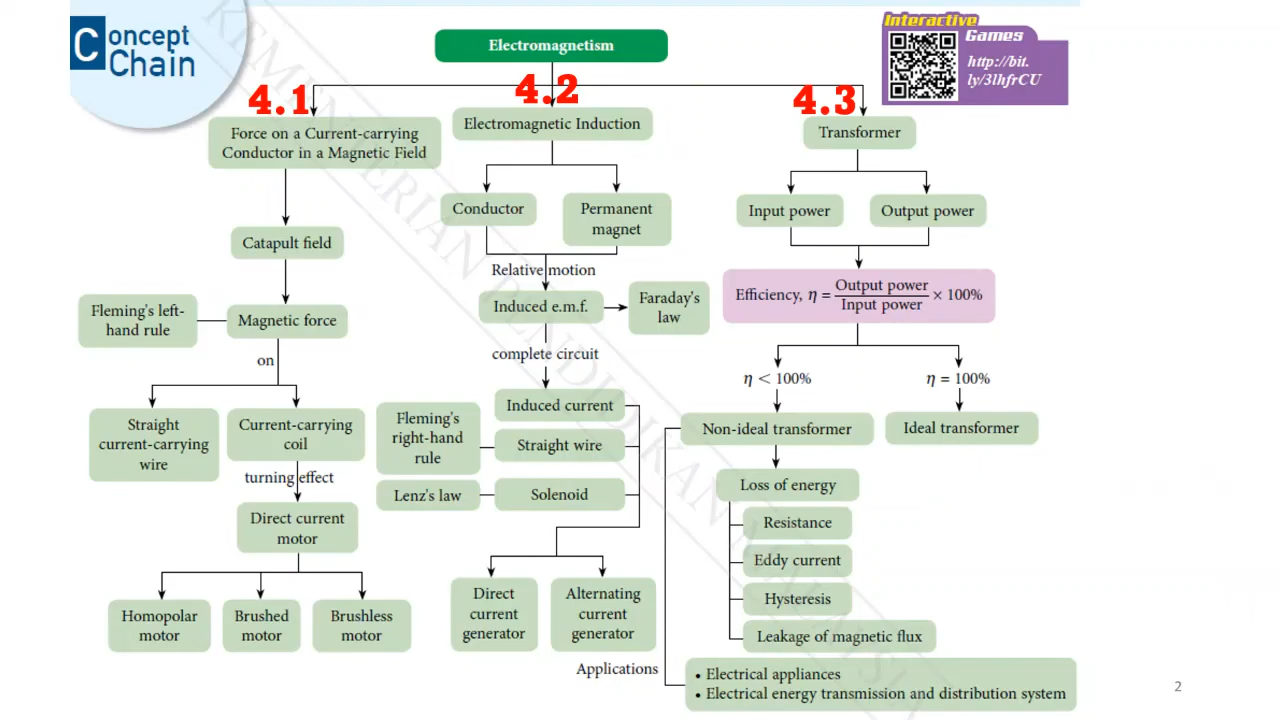 Concept
Chain
Interactive
Games
http://bit.
ly/3lhfrCU
Electromagnetism
4.1
4.2
4.3
Force on a Current-carrying
Conductor in a Magnetic Field
Electromagnetic Induction
Transformer
Catapult field
Fleming's left-
hand rule
Magnetic force
on
Straight
current-carrying
wire
Current-carrying
coil
turning effect
Direct current
motor
Homopolar
motor
Brushed
motor
Brushless
motor
Conductor
Permanent
magnet
Relative motion
Induced e.m.f.
Faraday's
law
complete circuit
Induced current
Fleming's
right-hand
rule
Straight wire
Lenz's law
Solenoid
Direct
current
generator
Alternating
current
generator
Input power
Output power
Efficiency, η = Output power / Input power × 100%
η < 100%
η = 100%
Non-ideal transformer
Ideal transformer
Loss of energy
Resistance
Eddy current
Hysteresis
Leakage of magnetic flux
Applications
• Electrical appliances
• Electrical energy transmission and distribution system
KEMENTERIAN PENDIDIKAN MALAYSIA
2